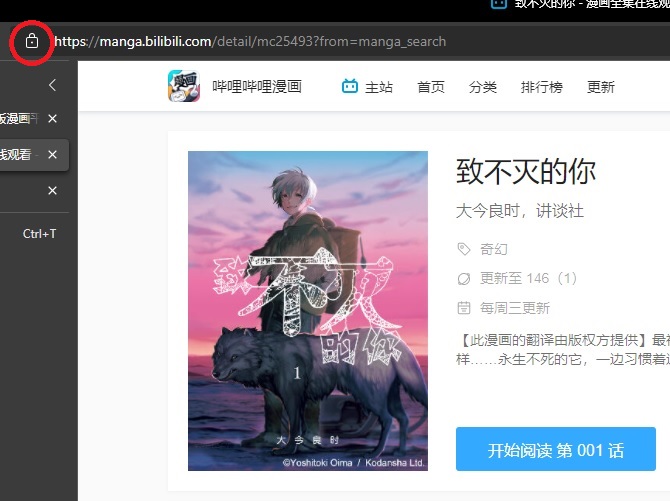 致不灭的你 - 漫画全集在线观
https://manga.bilibili.com/detail/mc25493?from=manga_search
漫画
哔哩哔哩漫画
主站
首页
分类
排行榜
更新
版漫画
线观看 -
Ctrl+T
致不灭的你
1
大今良时
©Yoshitoki Oima / Kodansha Ltd.
致不灭的你
大今良时，讲谈社
奇幻
更新至 146（1）
每周三更新
【此漫画的翻译由版权方提供】最
样……永生不死的它，一边习惯着
开始阅读 第 001 话